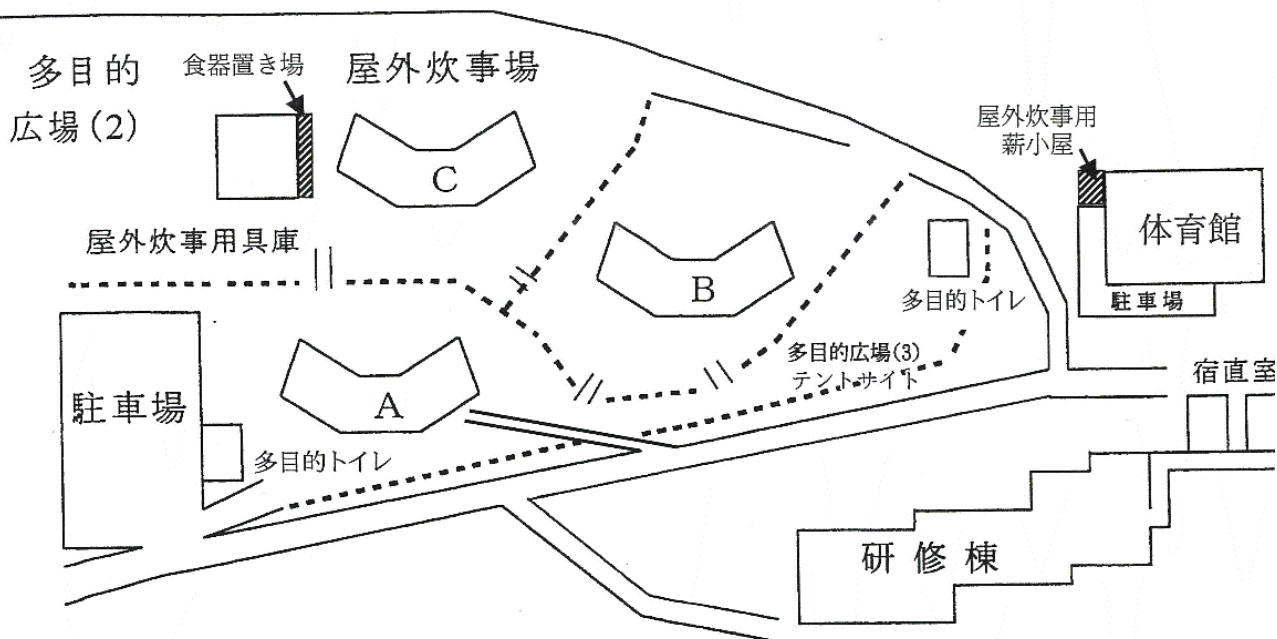 多目的
広場(2)
食器置き場
屋外炊事場
屋外炊事用
薪小屋
C
体育館
屋外炊事用具庫
B
多目的トイレ
駐車場
多目的広場(3)
テントサイト
宿直室
駐車場
A
多目的トイレ
研修棟